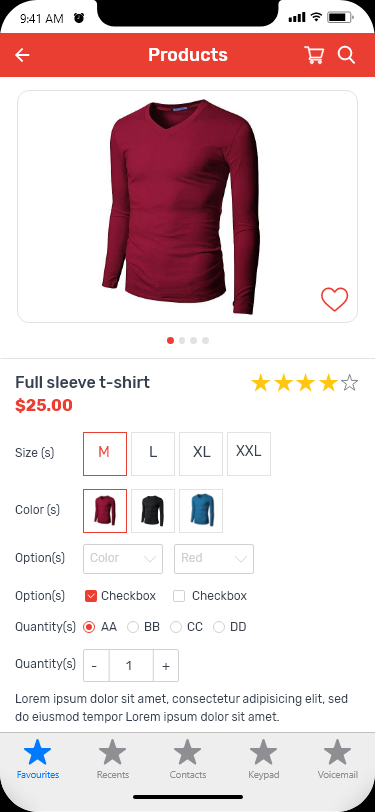 9:41 AM
Products
Full sleeve t-shirt
$25.00
Size (s) M L XL XXL
Color (s)
Option(s) Color Red
Option(s) Checkbox Checkbox
Quantity(s) AA BB CC DD
Quantity(s) - 1 +
Lorem ipsum dolor sit amet, consectetur adipisicing elit, sed
do eiusmod tempor Lorem ipsum dolor sit amet.
Favourites Recents Contacts Keypad Voicemail